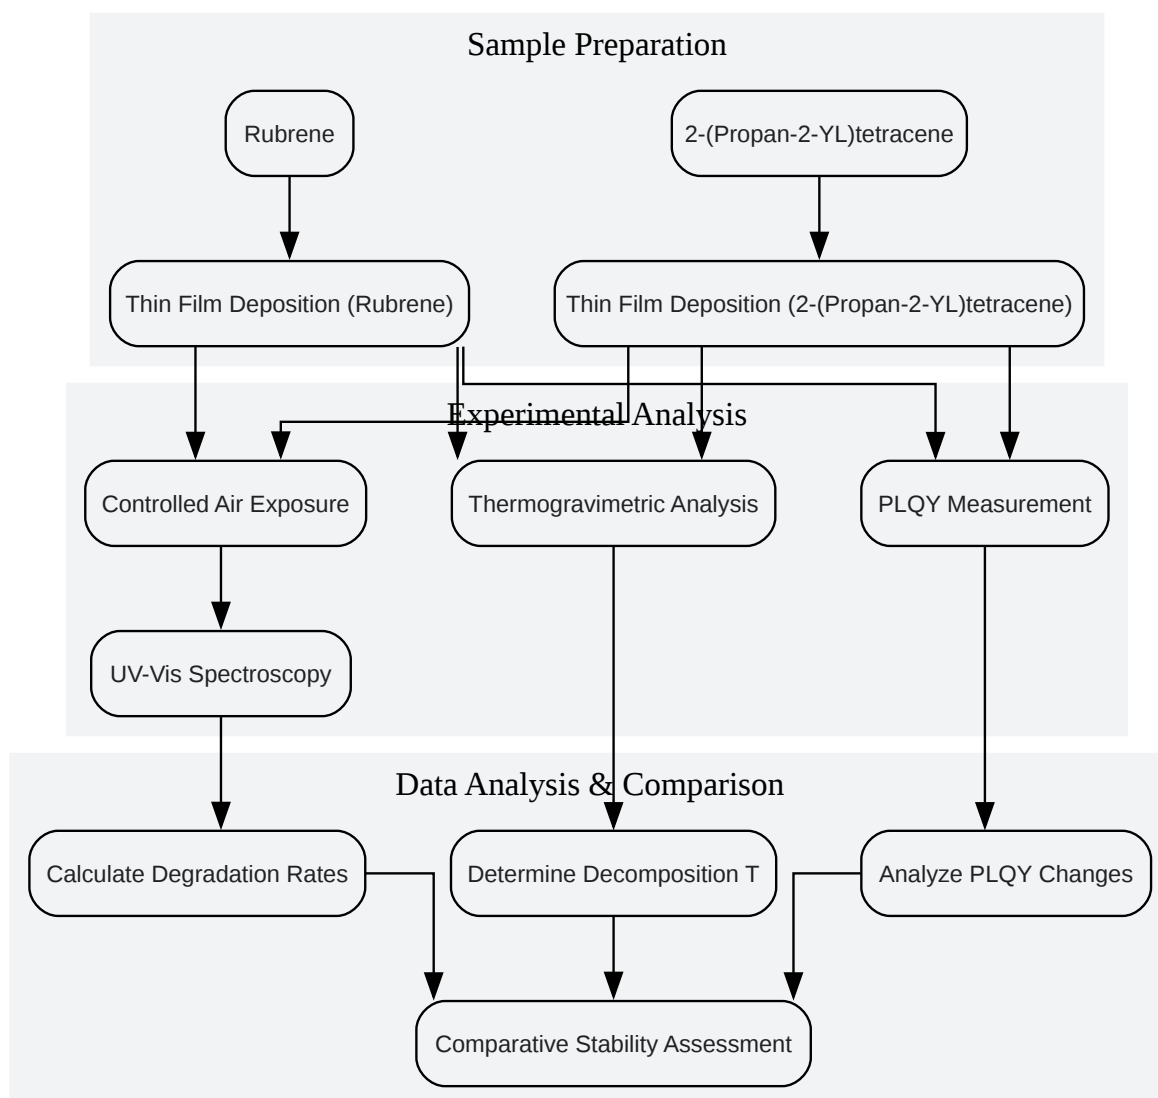 Sample Preparation
Rubrene
2-(Propan-2-YL)tetracene
Thin Film Deposition (Rubrene)
Thin Film Deposition (2-(Propan-2-YL)tetracene)
Experimental Analysis
Controlled Air Exposure
Thermogravimetric Analysis
PLQY Measurement
UV-Vis Spectroscopy
Data Analysis & Comparison
Calculate Degradation Rates
Determine Decomposition T
Analyze PLQY Changes
Comparative Stability Assessment